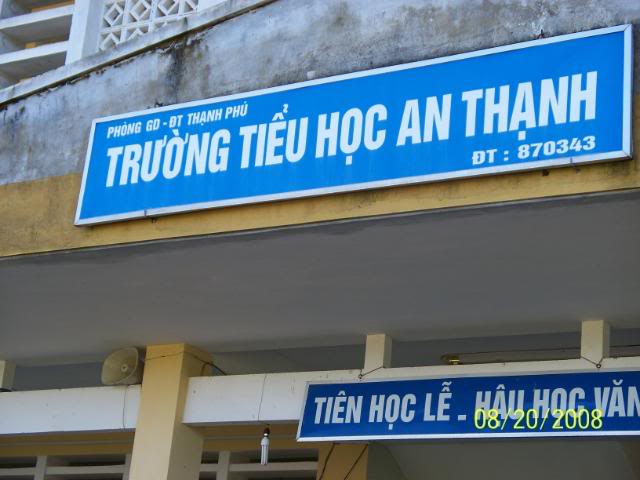 PHÒNG GD - ĐT THẠNH PHÚ
TRƯỜNG TIỂU HỌC AN THẠNH
ĐT : 870343
TIÊN HỌC LỄ - HẬU HỌC VĂN
08/20/2008